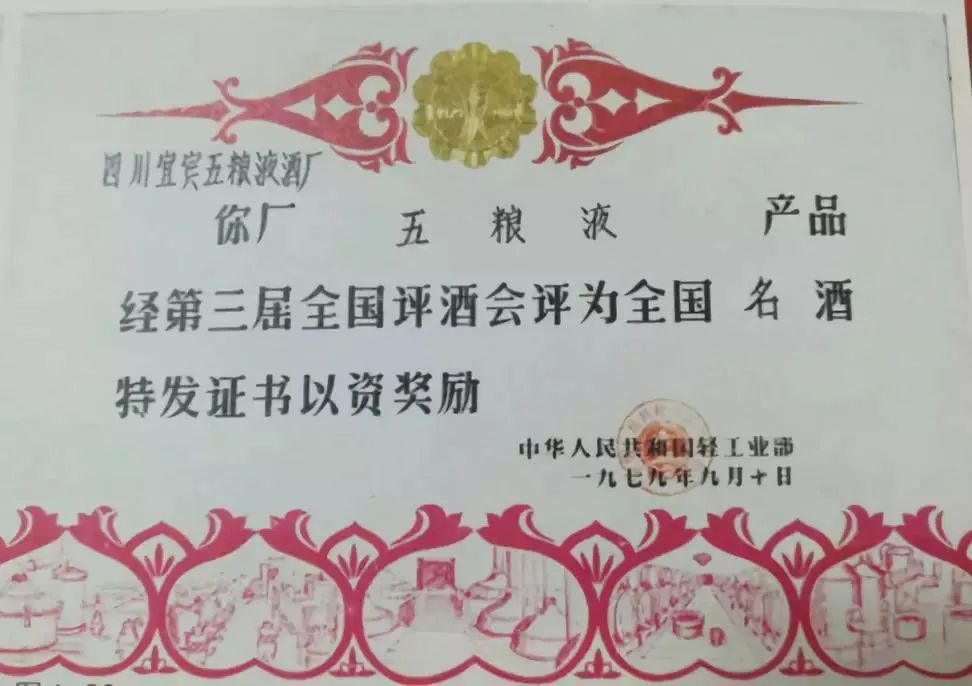 四川宜宾五粮液酒厂
你厂 五粮液 产品
经第三届全国评酒会评为全国 名 酒
特发证书以资奖励
中华人民共和国轻工业部
一九七九年九月十日